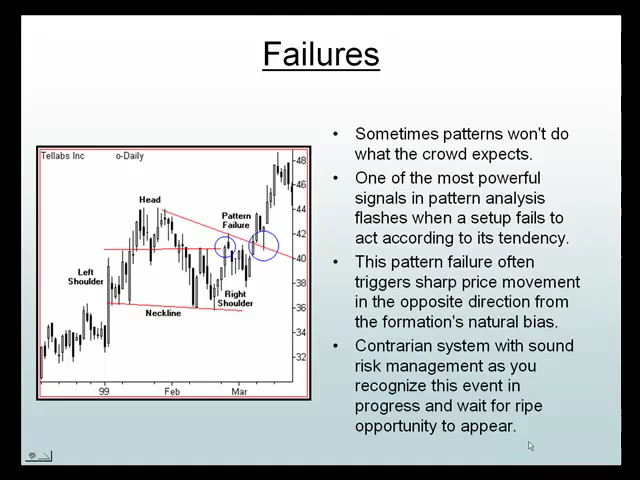 Failures
Tellabs Inc o-Daily
48
46
44
42
40
38
36
34
32
Head
Pattern
Failure
Left
Shoulder
Right
Shoulder
Neckline
99 Feb Mar
• Sometimes patterns won't do
what the crowd expects.
• One of the most powerful
signals in pattern analysis
flashes when a setup fails to
act according to its tendency.
• This pattern failure often
triggers sharp price movement
in the opposite direction from
the formation's natural bias.
• Contrarian system with sound
risk management as you
recognize this event in
progress and wait for ripe
opportunity to appear.